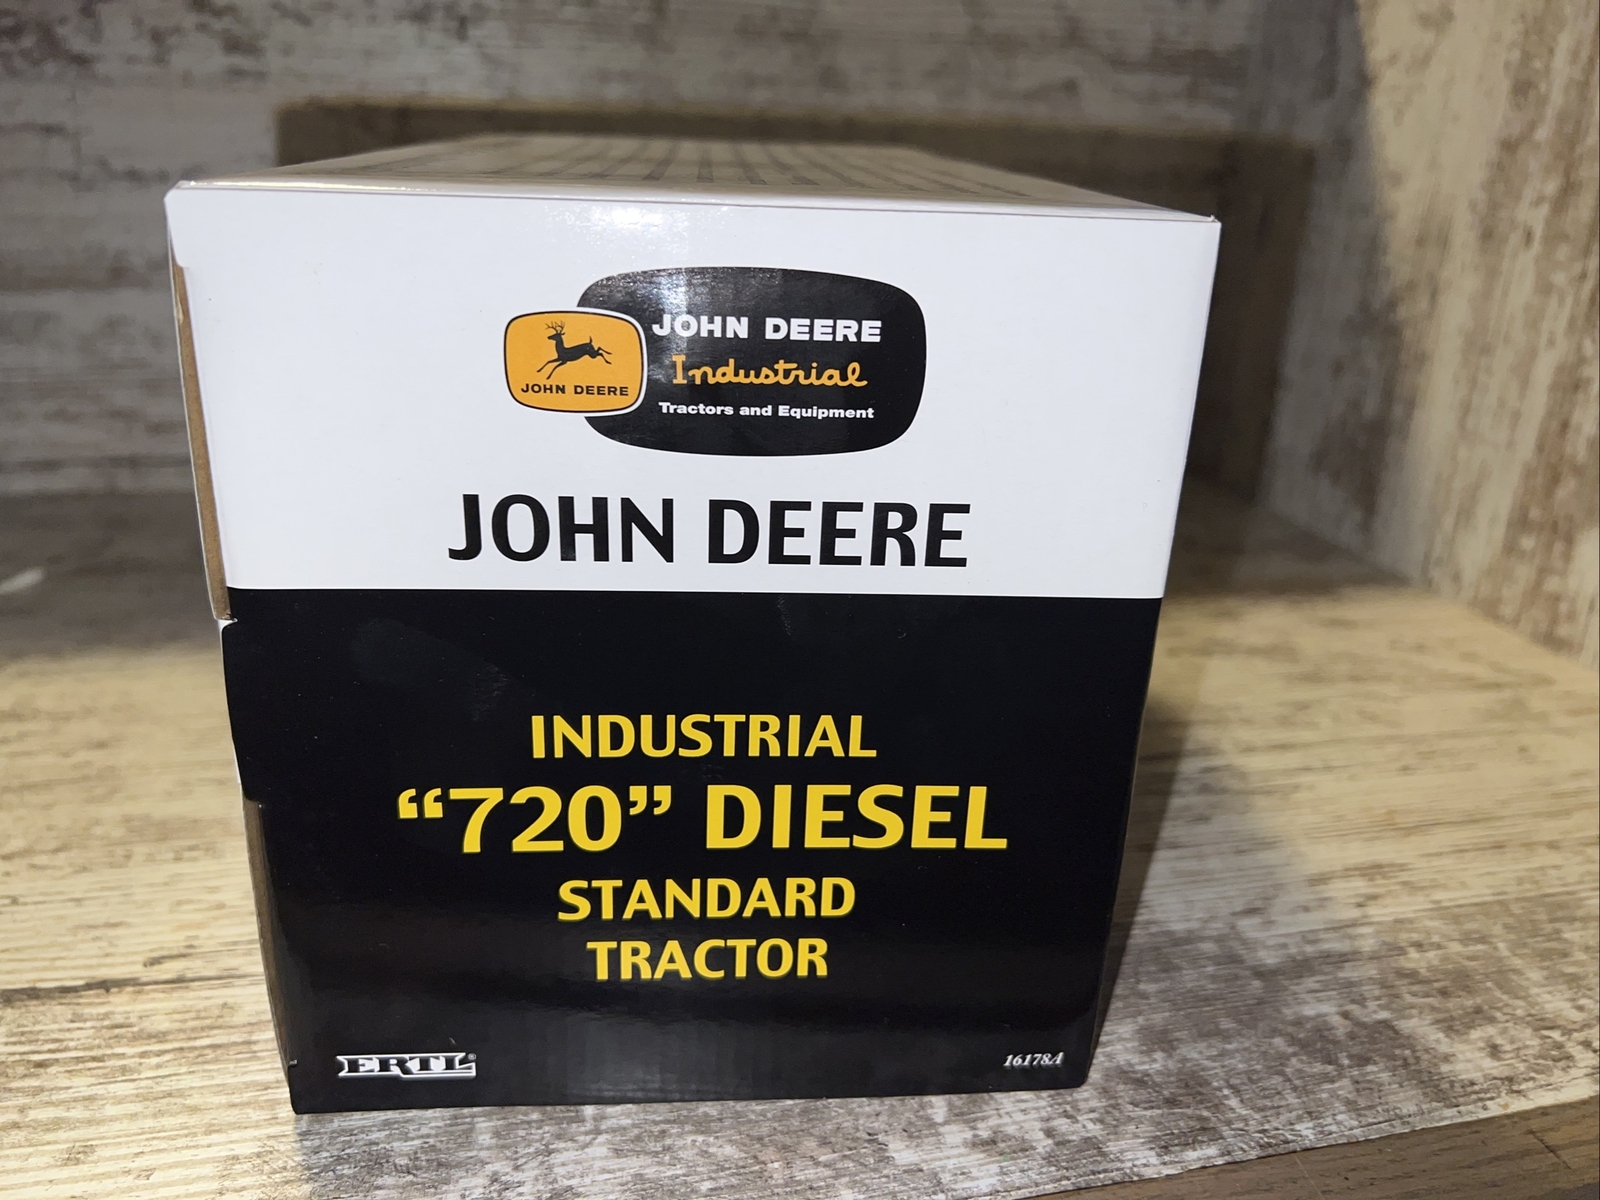 JOHN DEERE
Industrial
Tractors and Equipment
JOHN DEERE
JOHN DEERE
INDUSTRIAL
“720” DIESEL
STANDARD
TRACTOR
ERTL®
16178A